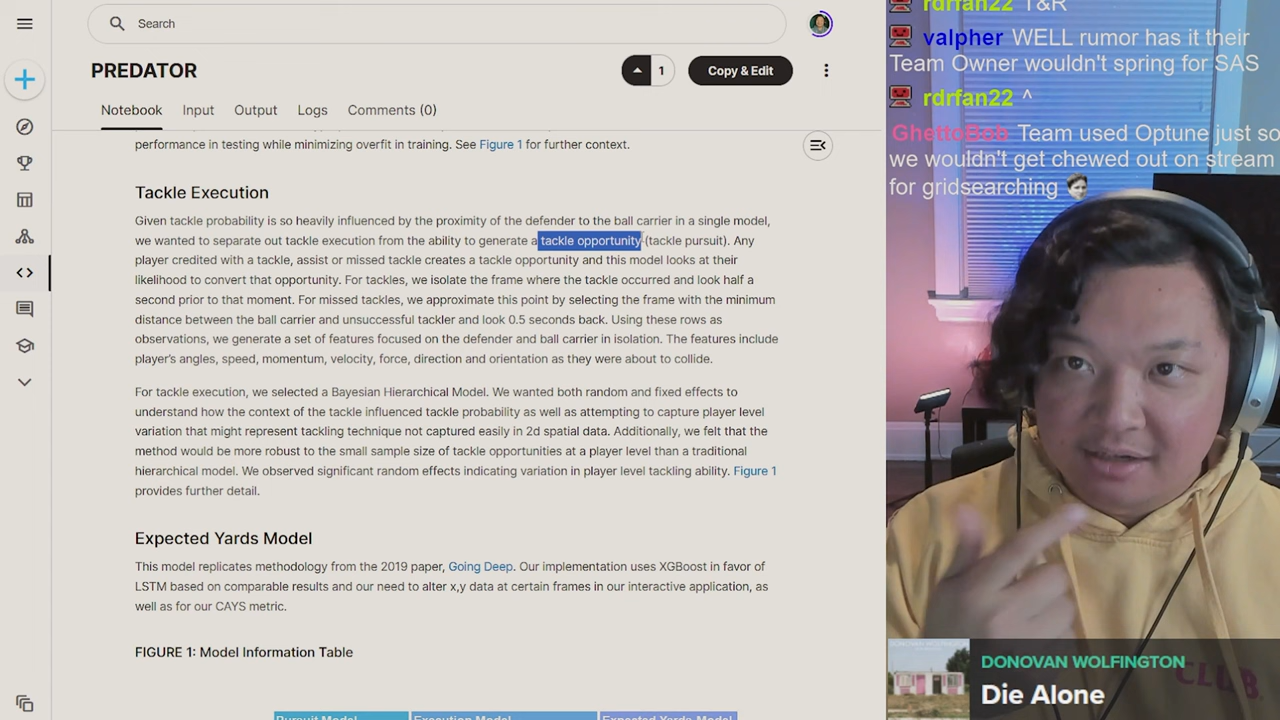 Search
PREDATOR
1
Copy & Edit
Notebook
Input
Output
Logs
Comments (0)
performance in testing while minimizing overfit in training. See Figure 1 for further context.
Tackle Execution
Given tackle probability is so heavily influenced by the proximity of the defender to the ball carrier in a single model,
we wanted to separate out tackle execution from the ability to generate a tackle opportunity (tackle pursuit). Any
player credited with a tackle, assist or missed tackle creates a tackle opportunity and this model looks at their
likelihood to convert that opportunity. For tackles, we isolate the frame where the tackle occurred and look half a
second prior to that moment. For missed tackles, we approximate this point by selecting the frame with the minimum
distance between the ball carrier and unsuccessful tackler and look 0.5 seconds back. Using these rows as
observations, we generate a set of features focused on the defender and ball carrier in isolation. The features include
player's angles, speed, momentum, velocity, force, direction and orientation as they were about to collide.
For tackle execution, we selected a Bayesian Hierarchical Model. We wanted both random and fixed effects to
understand how the context of the tackle influenced tackle probability as well as attempting to capture player level
variation that might represent tackling technique not captured easily in 2d spatial data. Additionally, we felt that the
method would be more robust to the small sample size of tackle opportunities at a player level than a traditional
hierarchical model. We observed significant random effects indicating variation in player level tackling ability. Figure 1
provides further detail.
Expected Yards Model
This model replicates methodology from the 2019 paper, Going Deep. Our implementation uses XGBoost in favor of
LSTM based on comparable results and our need to alter x,y data at certain frames in our interactive application, as
well as for our CAYS metric.
FIGURE 1: Model Information Table
Pursuit Model
Execution Model
Expected Yards Model
rdrfan22 T&R
valpher WELL rumor has it their
Team Owner wouldn't spring for SAS
rdrfan22 ^
GhettoBob Team used Optune just so
we wouldn't get chewed out on stream
for gridsearching
DONOVAN WOLFINGTON
Die Alone
CLUB